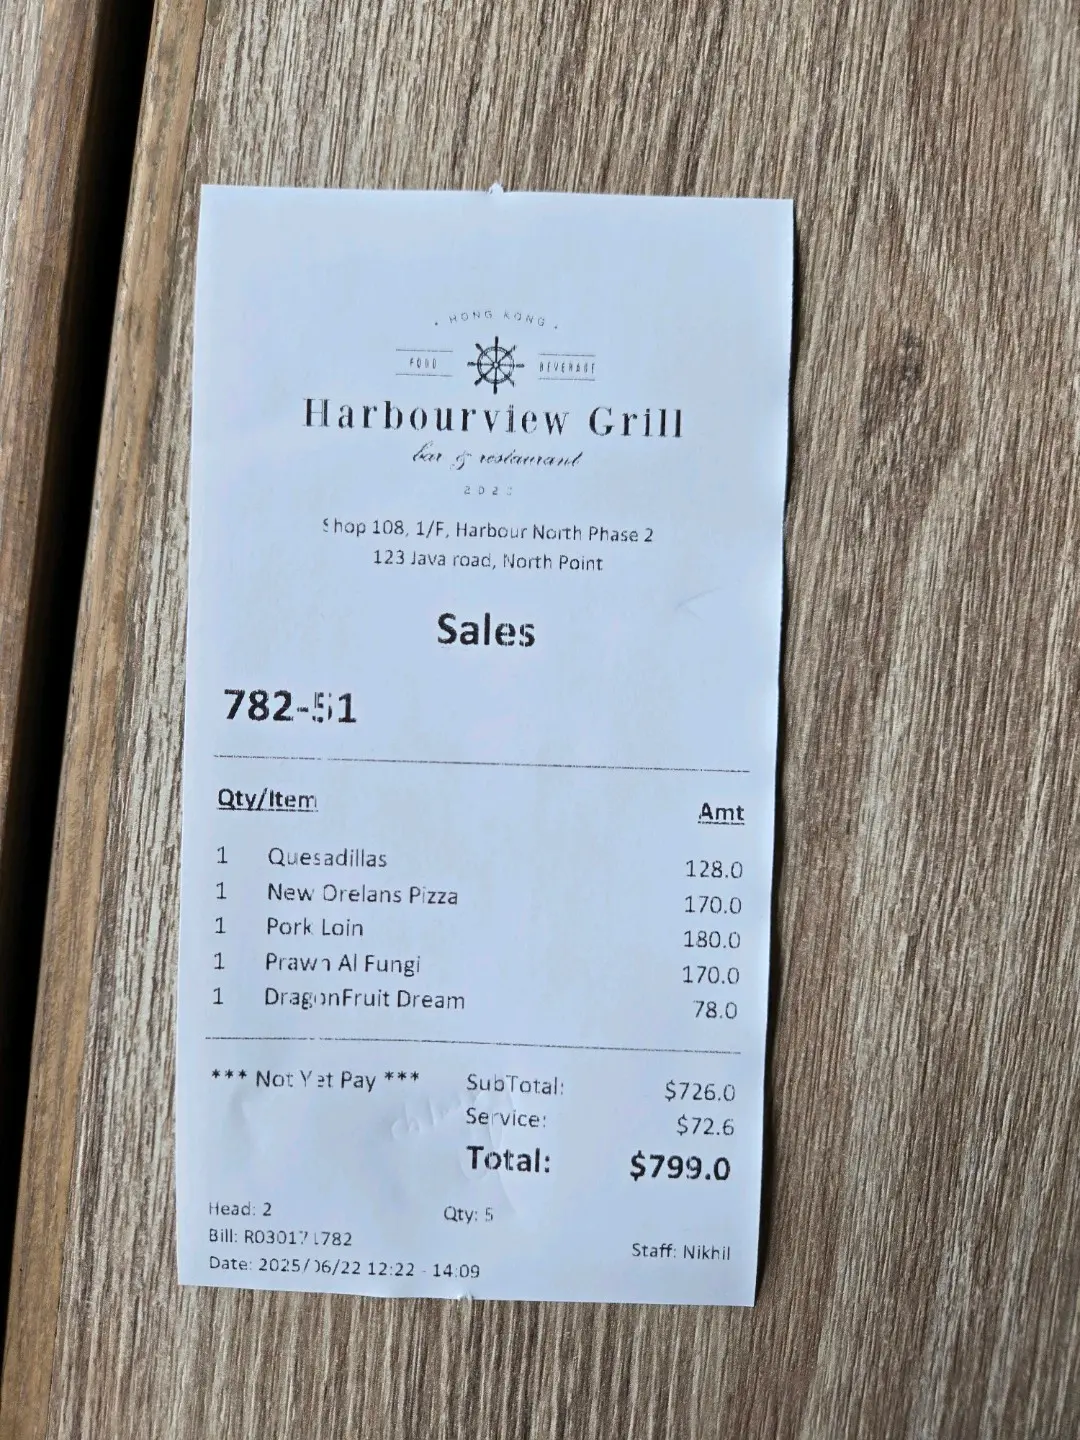 HONG KONG
FOOD BEVERAGE
Harbourview Grill
bar & restaurant
Shop 108, 1/F, Harbour North Phase 2
123 Java road, North Point
Sales
782-51
Qty/Item Amt
1 Quesadillas 128.0
1 New Orelans Pizza 170.0
1 Pork Loin 180.0
1 Prawn Al Fungi 170.0
1 DragonFruit Dream 78.0
*** Not Yet Pay *** SubTotal: $726.0
Service: $72.6
Total: $799.0
Head: 2 Qty: 5
Bill: R030171782 Staff: Nikhil
Date: 2025/06/22 12:22 - 14:09